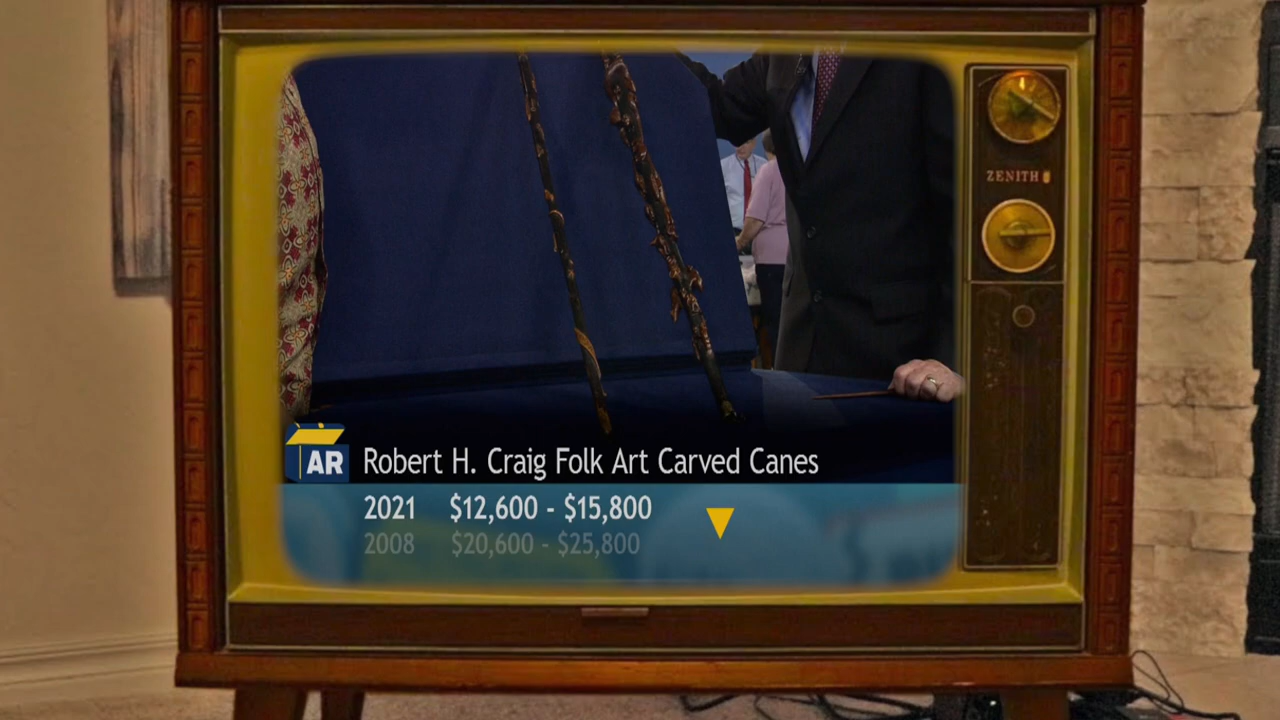 ZENITH
AR
Robert H. Craig Folk Art Carved Canes
2021 $12,600 - $15,800
2008 $20,600 - $25,800